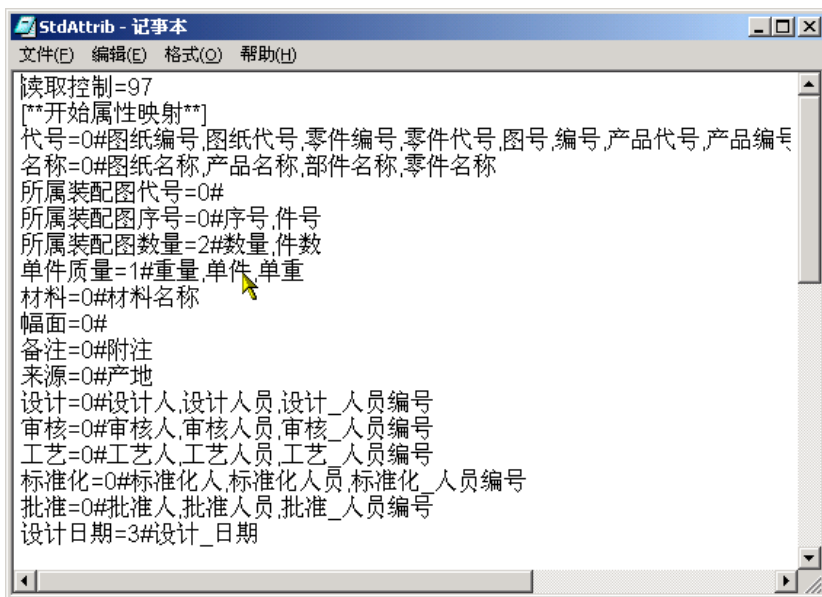 StdAttrib - 记事本
文件(F) 编辑(E) 格式(O) 帮助(H)
读取控制=97
[**开始属性映射**]
代号=0#图纸编号,图纸代号,零件编号,零件代号,图号,编号,产品代号,产品编号
名称=0#图纸名称,产品名称,部件名称,零件名称
所属装配图代号=0#
所属装配图序号=0#序号,件号
所属装配图数量=2#数量,件数
单件质量=1#重量,单件,单重
材料=0#材料名称
幅面=0#
备注=0#附注
来源=0#产地
设计=0#设计人,设计人员,设计_人员编号
审核=0#审核人,审核人员,审核_人员编号
工艺=0#工艺人,工艺人员,工艺_人员编号
标准化=0#标准化人,标准化人员,标准化_人员编号
批准=0#批准人,批准人员,批准_人员编号
设计日期=3#设计_日期